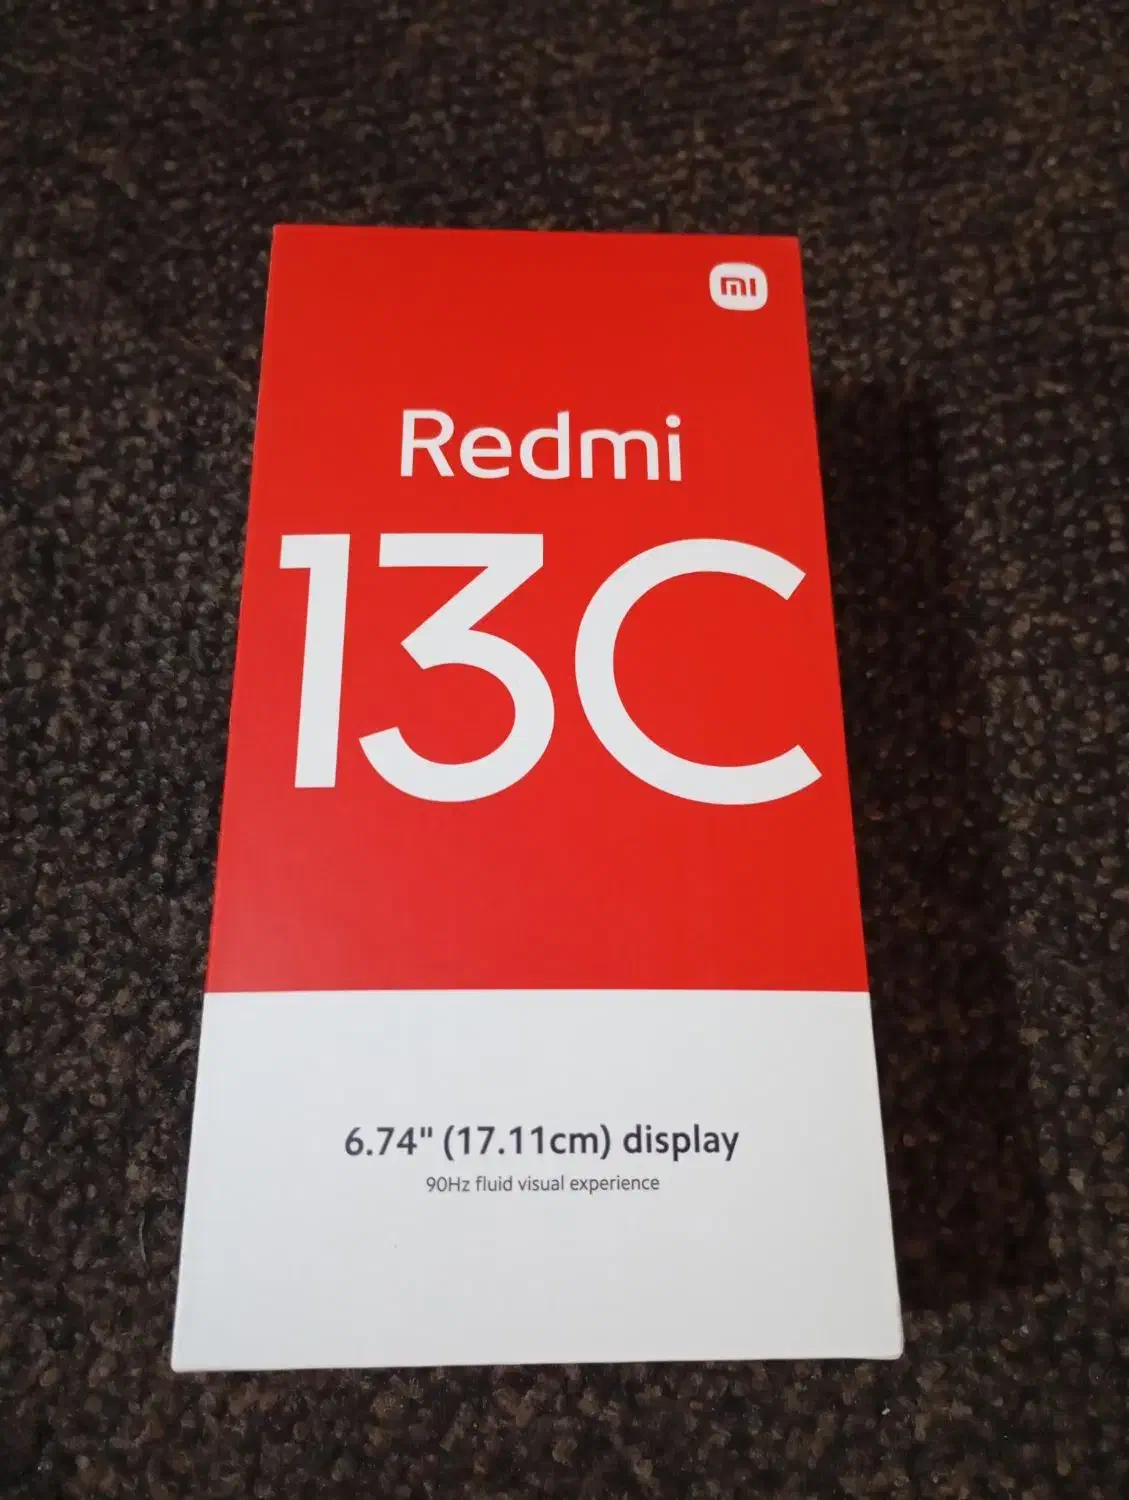 mi
Redmi
13C
6.74" (17.11cm) display
90Hz fluid visual experience